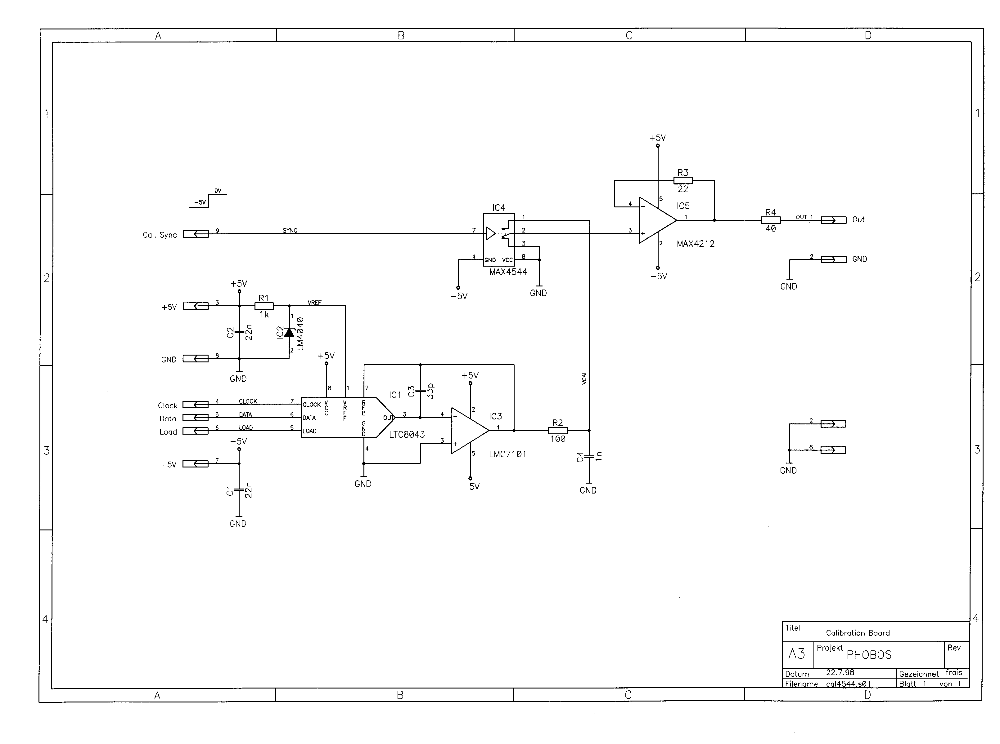 A B C D
1 1
+5V
R3
22
0V
-5V
4
5
IC5
IC4
1
1
R4
40
OUT 1
Out
Cal. Sync
9
SYNC
7
2
3
3
2
MAX4212
4
GND
VCC
8
2
GND
MAX4544
-5V
2 2
+5V
-5V
GND
GND
+5V
3
R1
1k
VREF
1
C2
22n
IC2
LM4040
2
GND
8
+5V
GND
+5V
VCAL
8
1
2
C3
33p
IC1
2
Clock
4
CLOCK
7
CLOCK
VCC
VREF
RFB
Data
5
DATA
6
DATA
OUT
3
4
IC3
Load
6
LOAD
5
LOAD
GND
LTC8043
1
R2
100
2
-5V
4
3
5
LMC7101
C4
1n
8
3 3
-5V
7
GND
-5V
GND
GND
C1
22n
GND
4 4
Titel
Calibration Board
A3
Projekt
PHOBOS
Rev
Datum 22.7.98
Gezeichnet frais
Filename cal4544.s01
Blatt 1 von 1
A B C D